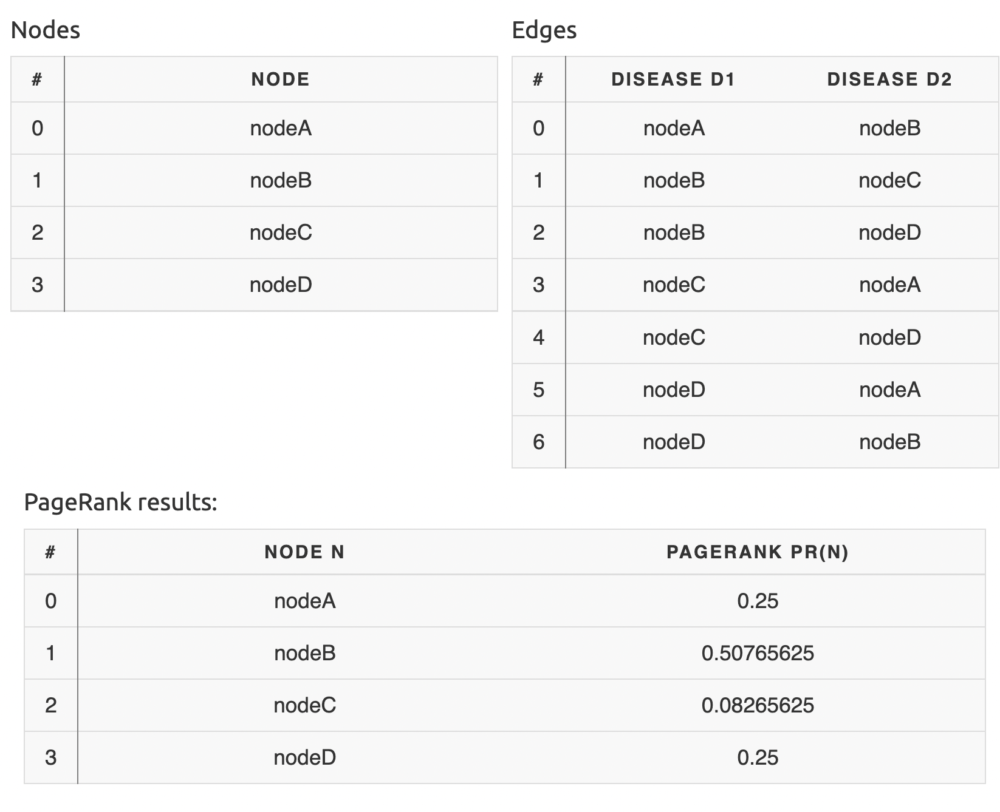 Nodes
# NODE
0 nodeA
1 nodeB
2 nodeC
3 nodeD
Edges
# DISEASE D1 DISEASE D2
0 nodeA nodeB
1 nodeB nodeC
2 nodeB nodeD
3 nodeC nodeA
4 nodeC nodeD
5 nodeD nodeA
6 nodeD nodeB
PageRank results:
# NODE N PAGERANK PR(N)
0 nodeA 0.25
1 nodeB 0.50765625
2 nodeC 0.08265625
3 nodeD 0.25